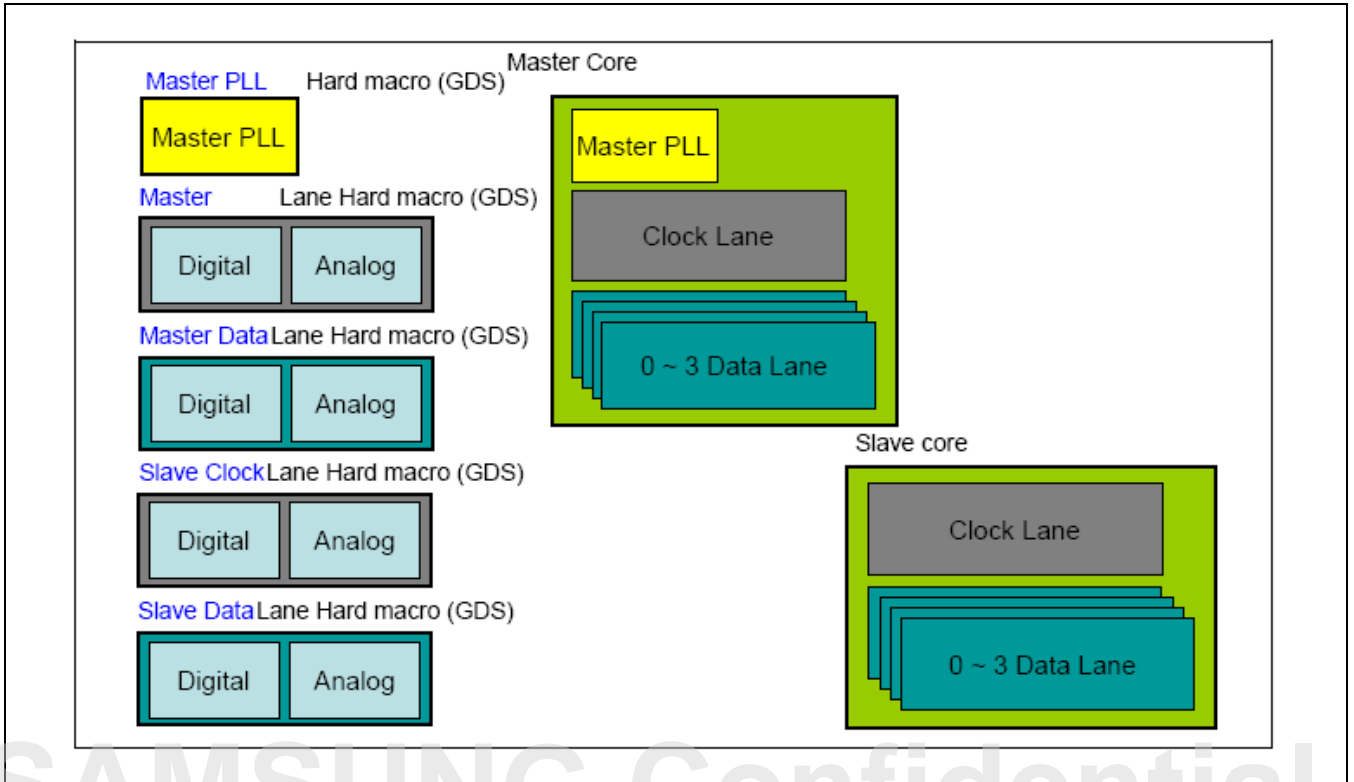 Master PLL Hard macro (GDS)
Master PLL
Master Lane Hard macro (GDS)
Digital Analog
Master Data Lane Hard macro (GDS)
Digital Analog
Slave Clock Lane Hard macro (GDS)
Digital Analog
Slave Data Lane Hard macro (GDS)
Digital Analog
Master Core
Master PLL
Clock Lane
0 ~ 3 Data Lane
Slave core
Clock Lane
0 ~ 3 Data Lane
SAMSUNG Confidential